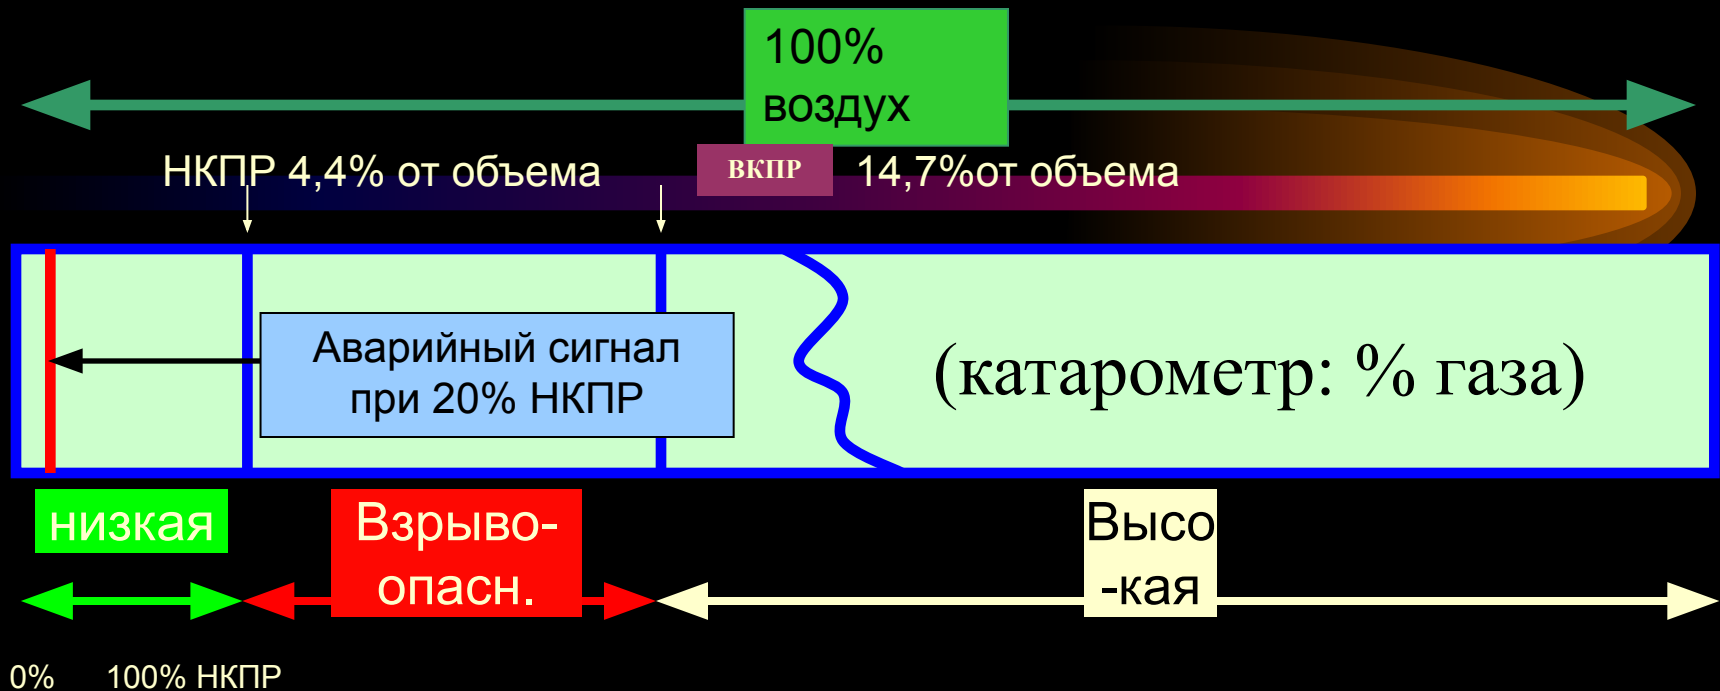 100%
воздух
НКПР 4,4% от объема
ВКПР
14,7%от объема
Аварийный сигнал
при 20% НКПР
(катарометр: % газа)
низкая
Взрыво-
опасн.
Высо
-кая
0%
100% НКПР